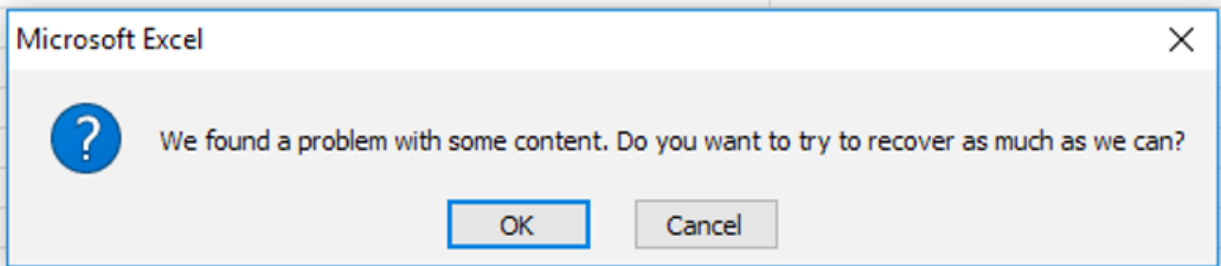 Microsoft Excel
We found a problem with some content. Do you want to try to recover as much as we can?
OK
Cancel